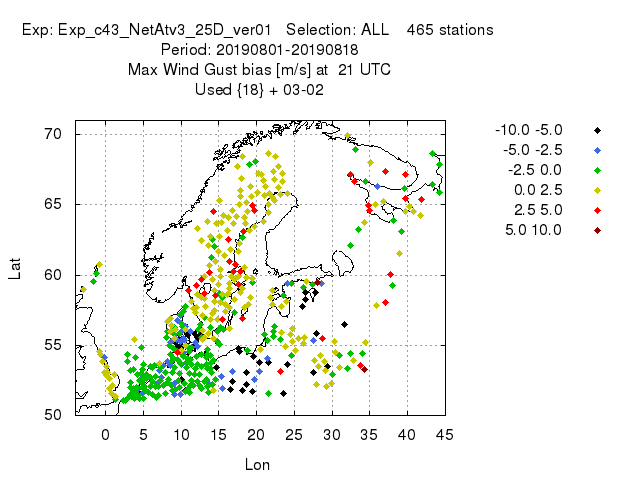 Exp: Exp_c43_NetAtv3_25D_ver01 Selection: ALL 465 stations
Period: 20190801-20190818
Max Wind Gust bias [m/s] at 21 UTC
Used {18} + 03-02
-10.0 -5.0
-5.0 -2.5
-2.5 0.0
0.0 2.5
2.5 5.0
5.0 10.0
70
65
60
55
50
Lat
0 5 10 15 20 25 30 35 40 45
Lon